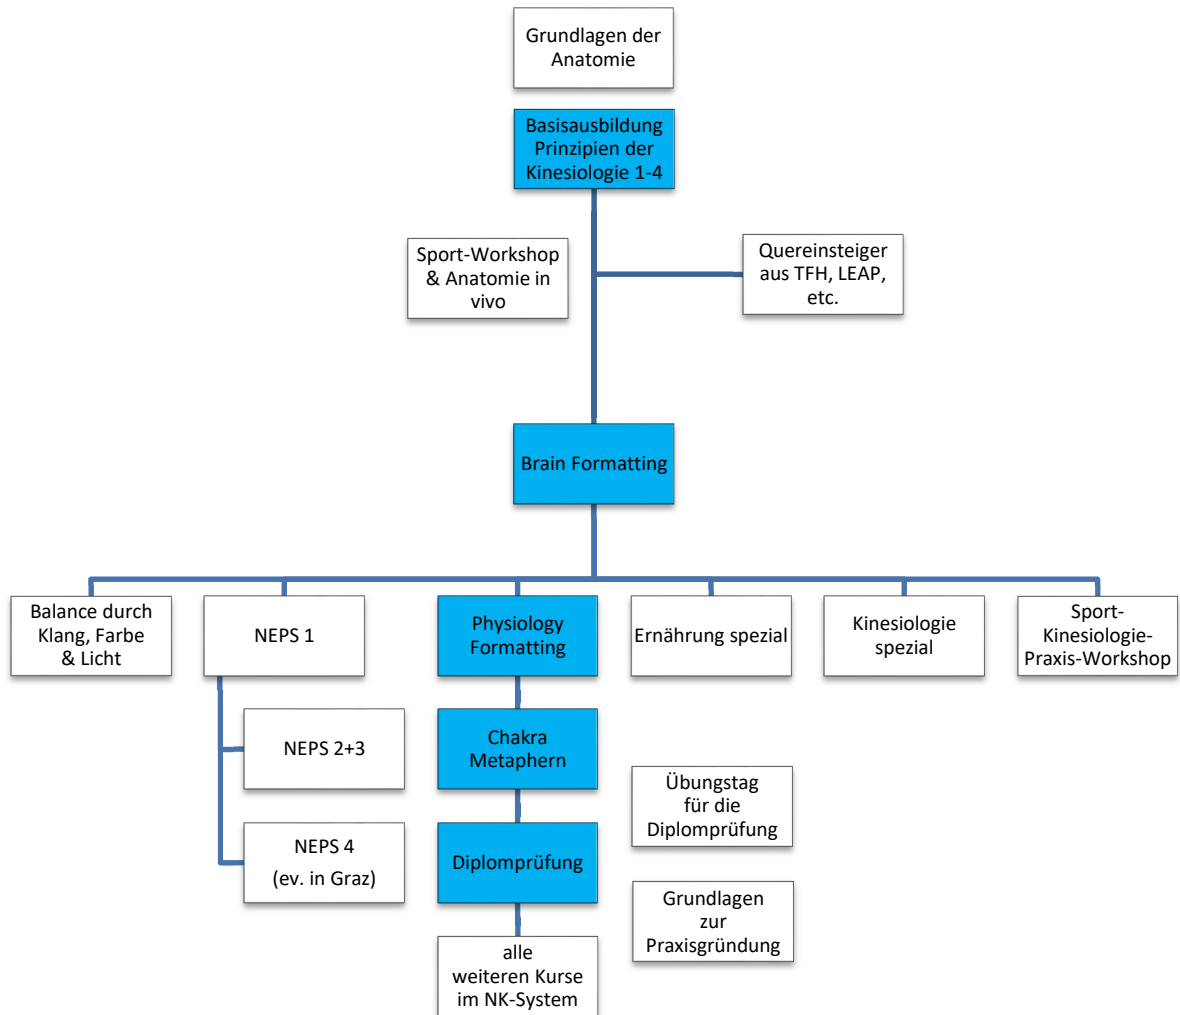 Grundlagen der
Anatomie
Basisausbildung
Prinzipien der
Kinesiologie 1-4
Sport-Workshop
& Anatomie in
vivo
Quereinsteiger
aus TFH, LEAP,
etc.
Brain Formatting
Balance durch
Klang, Farbe
& Licht
NEPS 1
Physiology
Formatting
Ernährung spezial
Kinesiologie
spezial
Sport-
Kinesiologie-
Praxis-Workshop
NEPS 2+3
Chakra
Metaphern
Übungstag
für die
Diplomprüfung
NEPS 4
(ev. in Graz)
Diplomprüfung
Grundlagen
zur
Praxisgründung
alle
weiteren Kurse
im NK-System